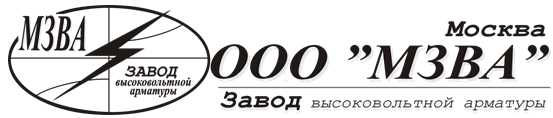 МЗВА
ЗАВОД
высоковольтной
арматуры
Москва
ООО "МЗВА"
Завод высоковольтной арматуры